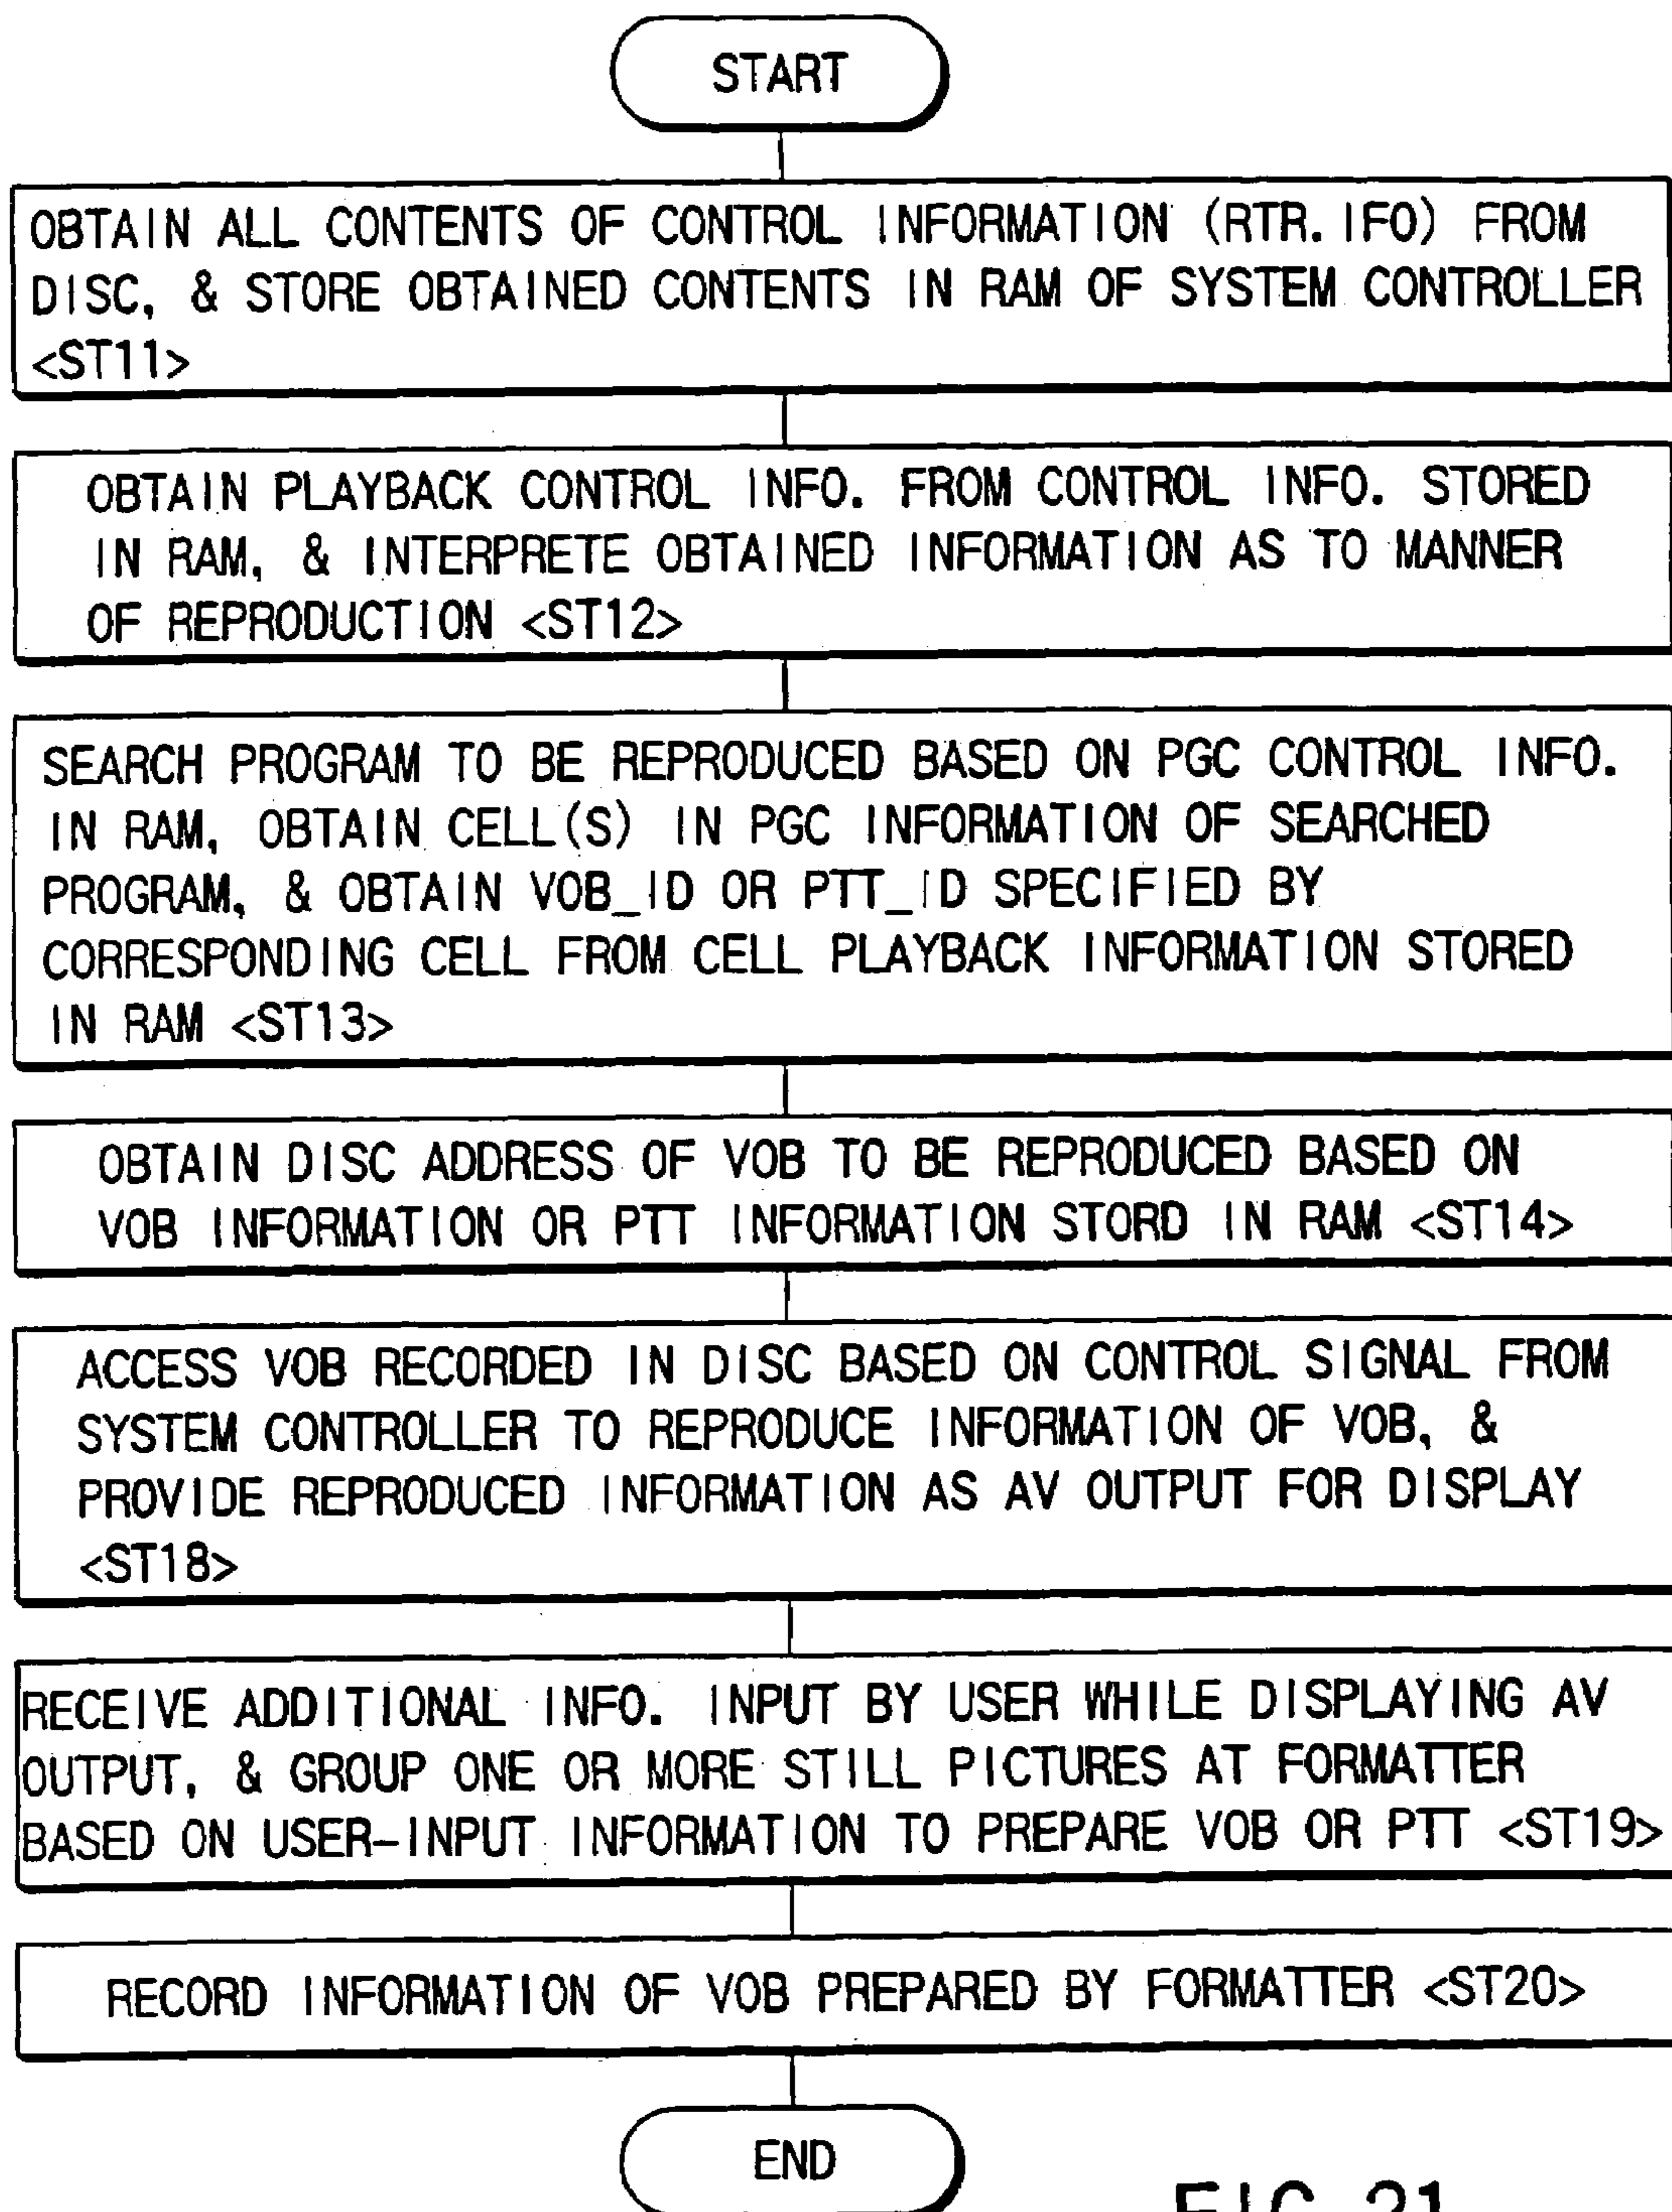 START
OBTAIN ALL CONTENTS OF CONTROL INFORMATION (RTR.IFO) FROM
DISC, & STORE OBTAINED CONTENTS IN RAM OF SYSTEM CONTROLLER
<ST11>
OBTAIN PLAYBACK CONTROL INFO. FROM CONTROL INFO. STORED
IN RAM, & INTERPRETE OBTAINED INFORMATION AS TO MANNER
OF REPRODUCTION <ST12>
SEARCH PROGRAM TO BE REPRODUCED BASED ON PGC CONTROL INFO.
IN RAM, OBTAIN CELL(S) IN PGC INFORMATION OF SEARCHED
PROGRAM, & OBTAIN VOB_ID OR PTT_ID SPECIFIED BY
CORRESPONDING CELL FROM CELL PLAYBACK INFORMATION STORED
IN RAM <ST13>
OBTAIN DISC ADDRESS OF VOB TO BE REPRODUCED BASED ON
VOB INFORMATION OR PTT INFORMATION STORD IN RAM <ST14>
ACCESS VOB RECORDED IN DISC BASED ON CONTROL SIGNAL FROM
SYSTEM CONTROLLER TO REPRODUCE INFORMATION OF VOB, &
PROVIDE REPRODUCED INFORMATION AS AV OUTPUT FOR DISPLAY
<ST18>
RECEIVE ADDITIONAL INFO. INPUT BY USER WHILE DISPLAYING AV
OUTPUT, & GROUP ONE OR MORE STILL PICTURES AT FORMATTER
BASED ON USER-INPUT INFORMATION TO PREPARE VOB OR PTT <ST19>
RECORD INFORMATION OF VOB PREPARED BY FORMATTER <ST20>
END
FIG. 21